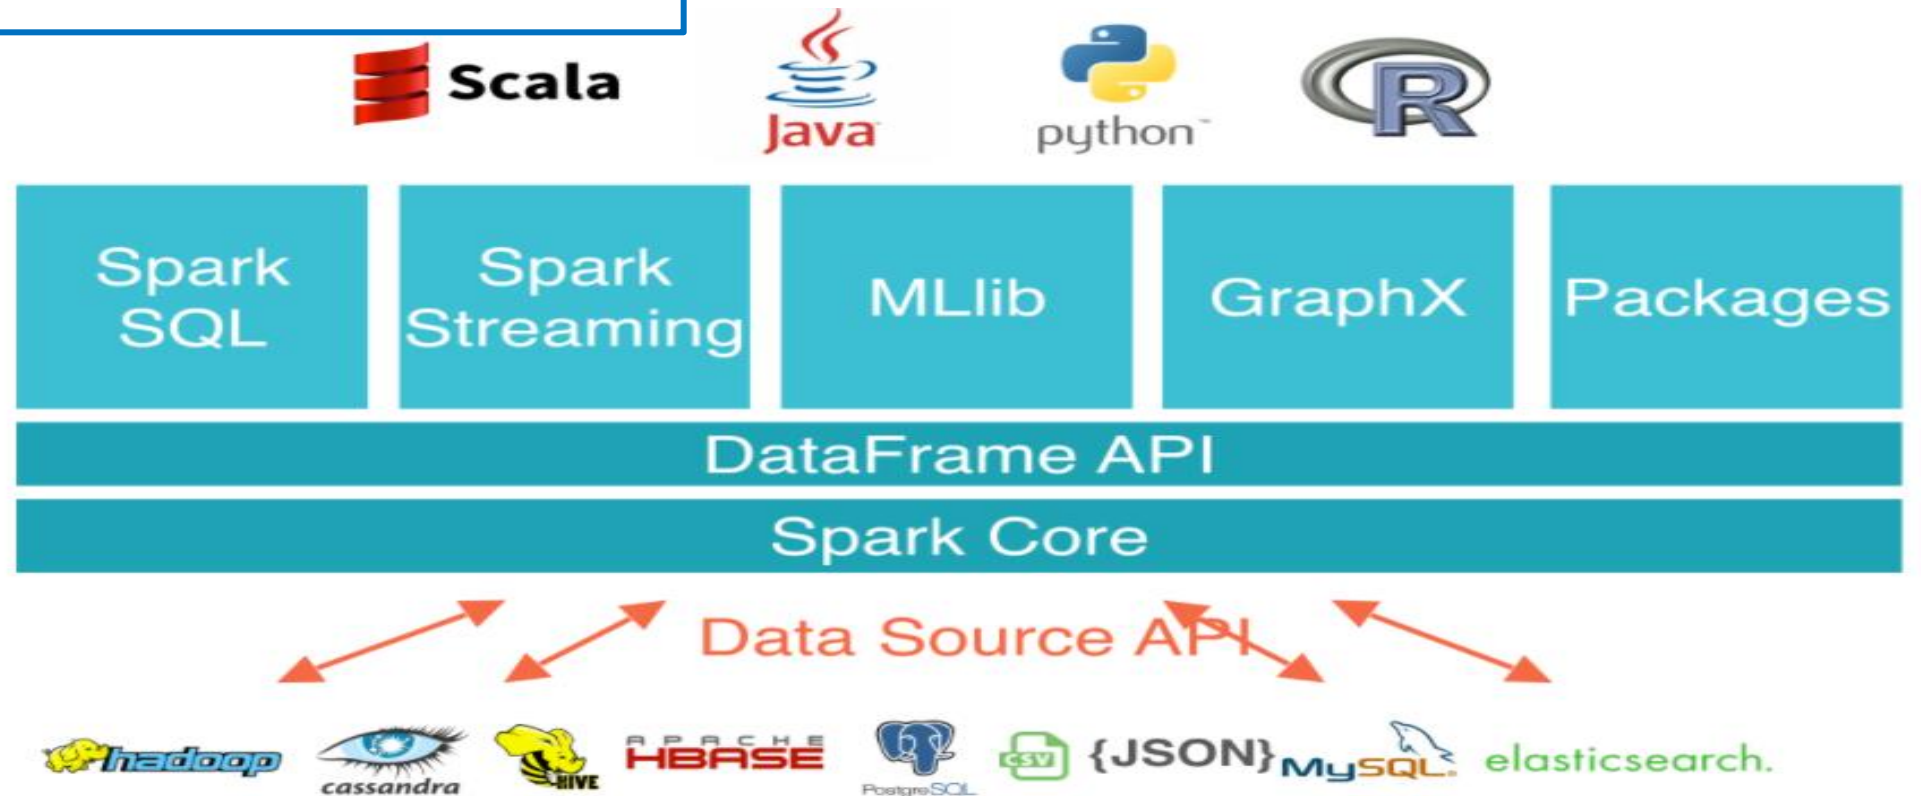 Scala
Java
python™
R
Spark
SQL
Spark
Streaming
MLlib
GraphX
Packages
DataFrame API
Spark Core
Data Source API
hadoop
cassandra
HIVE
APACHE
HBASE
PostgreSQL
CSV
{JSON}
MySQL.
elasticsearch.